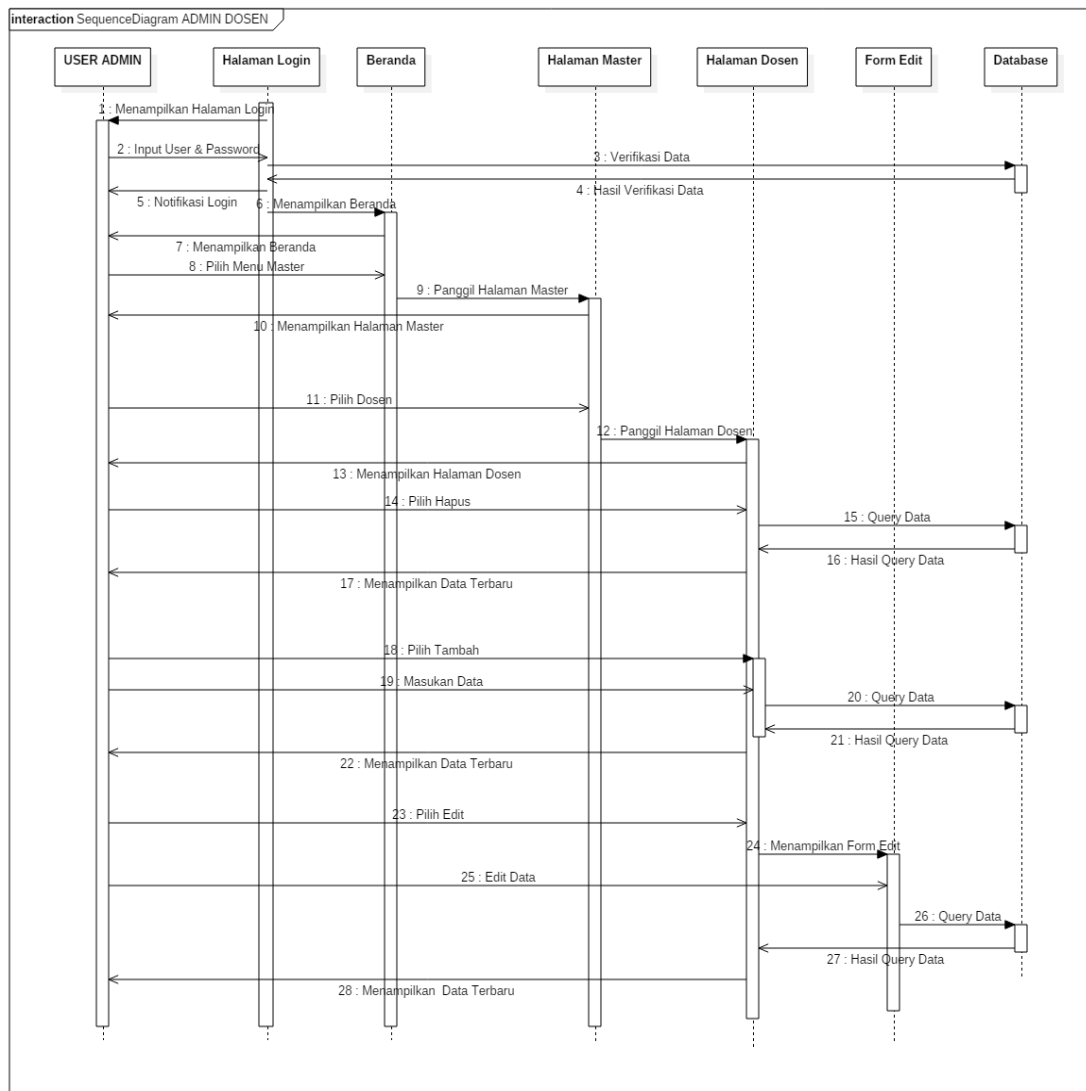 interaction SequenceDiagram ADMIN DOSEN
USER ADMIN
Halaman Login
Beranda
Halaman Master
Halaman Dosen
Form Edit
Database
1 : Menampilkan Halaman Login
2 : Input User & Password
3 : Verifikasi Data
4 : Hasil Verifikasi Data
5 : Notifikasi Login
6 : Menampilkan Beranda
7 : Menampilkan Beranda
8 : Pilih Menu Master
9 : Panggil Halaman Master
10 : Menampilkan Halaman Master
11 : Pilih Dosen
12 : Panggil Halaman Dosen
13 : Menampilkan Halaman Dosen
14 : Pilih Hapus
15 : Query Data
16 : Hasil Query Data
17 : Menampilkan Data Terbaru
18 : Pilih Tambah
19 : Masukan Data
20 : Query Data
21 : Hasil Query Data
22 : Menampilkan Data Terbaru
23 : Pilih Edit
24 : Menampilkan Form Edit
25 : Edit Data
26 : Query Data
27 : Hasil Query Data
28 : Menampilkan  Data Terbaru